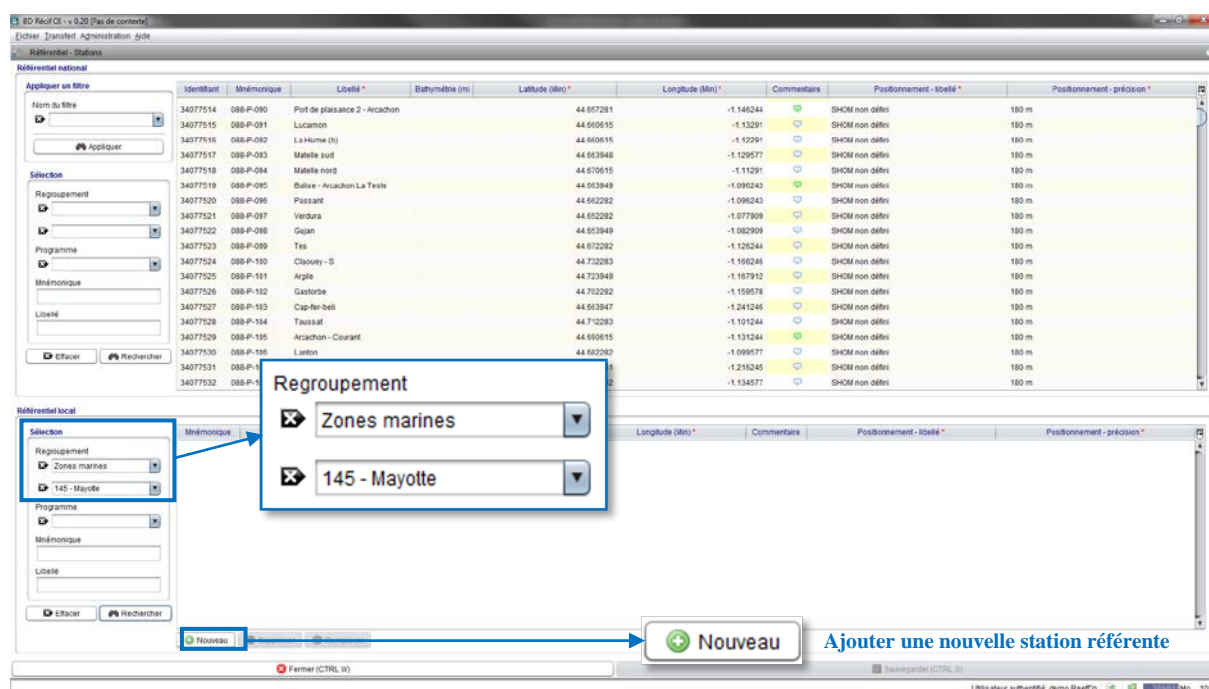 BD Récif CE - v 0.20 [Pas de contexte]
Fichier Transfert Administration Aide
Référentiel - Stations
Référentiel national
Appliquer un filtre
Nom du filtre
Appliquer
Sélection
Regroupement
Programme
Mnémonique
Libellé
Effacer Rechercher
Identifiant Mnémonique Libellé * Bathymétrie (m) Latitude (Min) * Longitude (Min) * Commentaire Positionnement - libellé * Positionnement - précision *
34077514 088-P-090 Port de plaisance 2 - Arcachon 44.657281 -1.146244 SHOM non défini 180 m
34077515 088-P-091 Lucarnon 44.660615 -1.13291 SHOM non défini 180 m
34077516 088-P-092 La Hume (b) 44.660615 -1.12291 SHOM non défini 180 m
34077517 088-P-093 Matelle sud 44.663948 -1.129577 SHOM non défini 180 m
34077518 088-P-094 Matelle nord 44.670615 -1.11291 SHOM non défini 180 m
34077519 088-P-095 Balise - Arcachon La Teste 44.663949 -1.096243 SHOM non défini 180 m
34077520 088-P-096 Passant 44.662282 -1.096243 SHOM non défini 180 m
34077521 088-P-097 Verdura 44.652282 -1.077909 SHOM non défini 180 m
34077522 088-P-098 Gujan 44.653949 -1.082909 SHOM non défini 180 m
34077523 088-P-099 Tes 44.672282 -1.126244 SHOM non défini 180 m
34077524 088-P-100 Claouey - S 44.732283 -1.166246 SHOM non défini 180 m
34077525 088-P-101 Argile 44.723949 -1.167912 SHOM non défini 180 m
34077526 088-P-102 Gastorbe 44.702282 -1.159578 SHOM non défini 180 m
34077527 088-P-103 Cap-fer-beli 44.663947 -1.241246 SHOM non défini 180 m
34077528 088-P-104 Taussat 44.712283 -1.101244 SHOM non défini 180 m
34077529 088-P-105 Arcachon - Courant 44.690615 -1.131244 SHOM non défini 180 m
34077530 088-P-106 Lanton 44.682282 -1.099577 SHOM non défini 180 m
34077531 088-P-1 -1.216245 SHOM non défini 180 m
34077532 088-P-1 -1.134577 SHOM non défini 180 m
Référentiel local
Sélection
Regroupement
Zones marines
145 - Mayotte
Programme
Mnémonique
Libellé
Effacer Rechercher
Mnémonique Longitude (Min) * Commentaire Positionnement - libellé * Positionnement - précision *
Regroupement
Zones marines
145 - Mayotte
Nouveau Supprimer
Nouveau Ajouter une nouvelle station référente
Fermer (CTRL W) Sauvegarder (CTRL S)